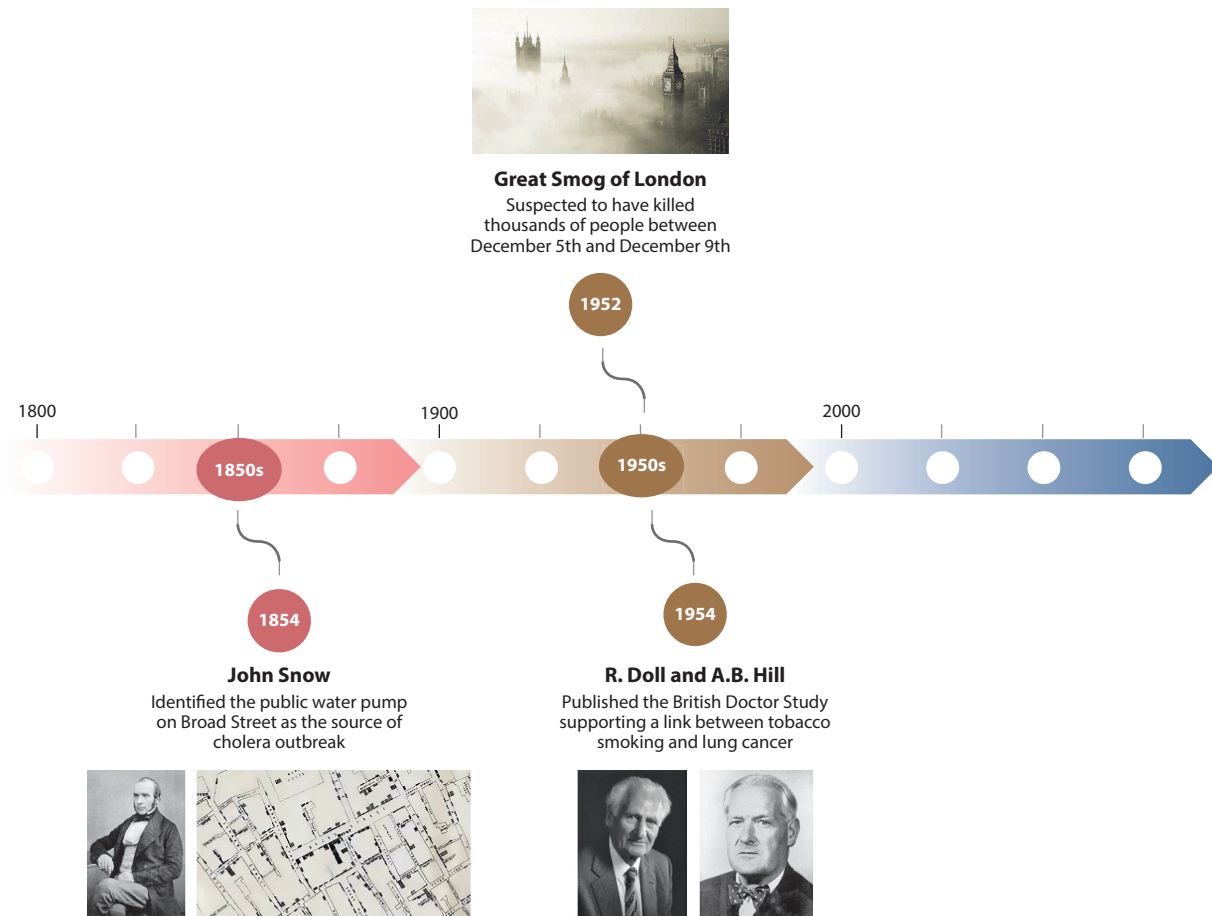 Great Smog of London
Suspected to have killed
thousands of people between
December 5th and December 9th
1952
1800
1900
2000
1850s
1950s
1854
1954
John Snow
Identified the public water pump
on Broad Street as the source of
cholera outbreak
R. Doll and A.B. Hill
Published the British Doctor Study
supporting a link between tobacco
smoking and lung cancer